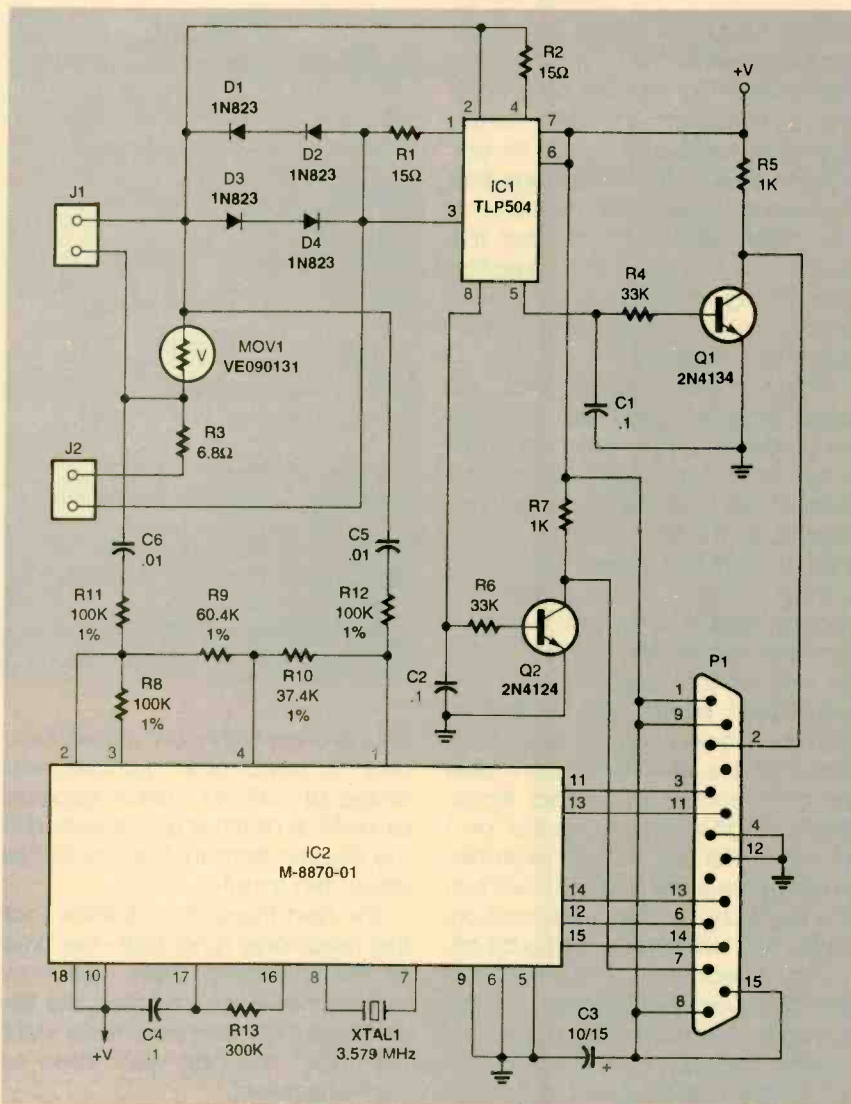 R2
15Ω
+V
D1
1N823
2
4
1
7
R5
1K
D2
1N823
R1
15Ω
6
D3
1N823
IC1
TLP504
J1
3
D4
1N823
8
5
R4
33K
MOV1
VE090131
V
Q1
2N4134
C1
.1
J2
R3
6.8Ω
R7
1K
C6
.01
C5
.01
R11
100K
1%
R9
60.4K
1%
R12
100K
1%
R6
33K
P1
R10
37.4K
1%
Q2
2N4124
R8
100K
1%
C2
.1
1
9
2
2
3
4
1
11
3
13
11
4
12
IC2
M-8870-01
14
13
12
6
15
14
7
15
18
10
17
16
8
7
9
6
5
8
C4
.1
R13
300K
XTAL1
3.579 MHz
C3
10/15
+
+V